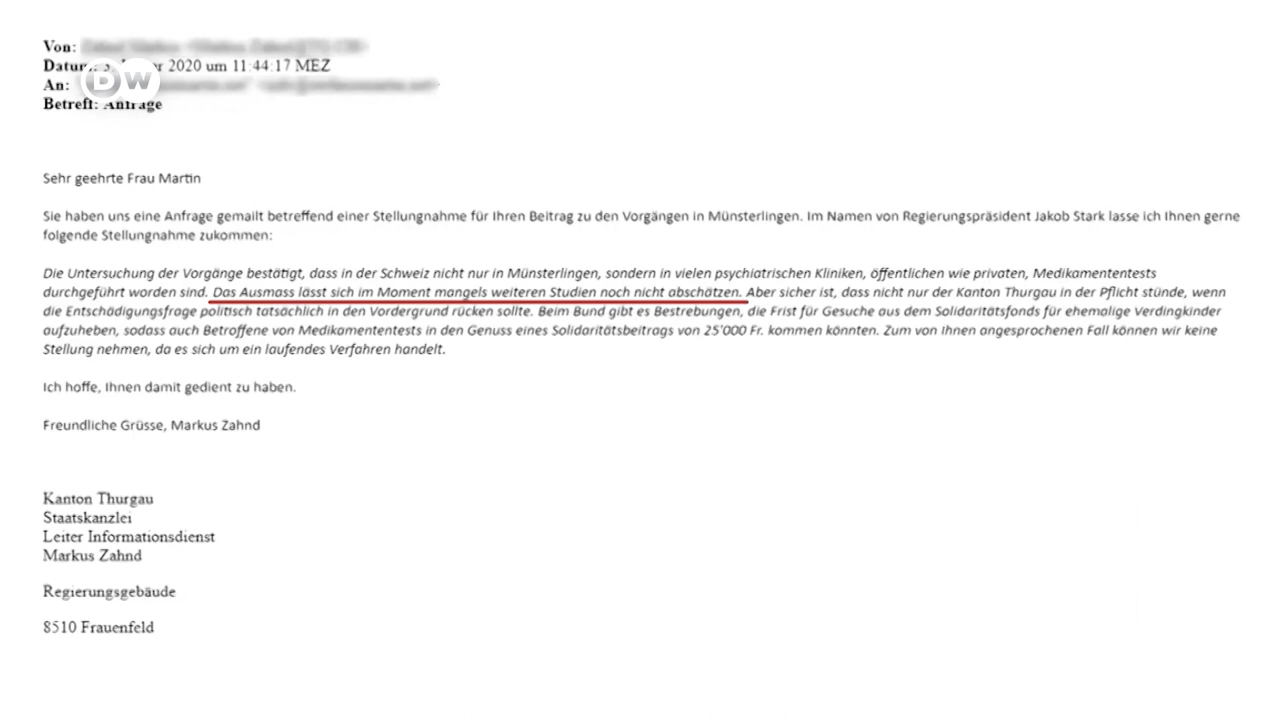 Von:
Datum: 2020 um 11:44:17 MEZ
DW
An:
Betreff: Anfrage
Sehr geehrte Frau Martin
Sie haben uns eine Anfrage gemailt betreffend einer Stellungnahme für Ihren Beitrag zu den Vorgängen in Münsterlingen. Im Namen von Regierungspräsident Jakob Stark lasse ich Ihnen gerne
folgende Stellungnahme zukommen:
Die Untersuchung der Vorgänge bestätigt, dass in der Schweiz nicht nur in Münsterlingen, sondern in vielen psychiatrischen Kliniken, öffentlichen wie privaten, Medikamententests
durchgeführt worden sind. Das Ausmass lässt sich im Moment mangels weiteren Studien noch nicht abschätzen. Aber sicher ist, dass nicht nur der Kanton Thurgau in der Pflicht stünde, wenn
die Entschädigungsfrage politisch tatsächlich in den Vordergrund rücken sollte. Beim Bund gibt es Bestrebungen, die Frist für Gesuche aus dem Solidaritätsfonds für ehemalige Verdingkinder
aufzuheben, sodass auch Betroffene von Medikamententests in den Genuss eines Solidaritätsbeitrags von 25'000 Fr. kommen könnten. Zum von Ihnen angesprochenen Fall können wir keine
Stellung nehmen, da es sich um ein laufendes Verfahren handelt.
Ich hoffe, Ihnen damit gedient zu haben.
Freundliche Grüsse, Markus Zahnd
Kanton Thurgau
Staatskanzlei
Leiter Informationsdienst
Markus Zahnd
Regierungsgebäude
8510 Frauenfeld